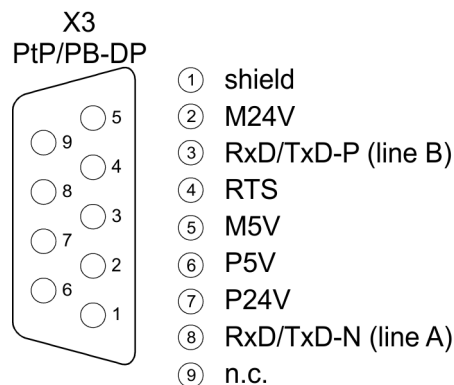 X3
PtP/PB-DP
5
9
4
8
3
7
2
6
1
1 shield
2 M24V
3 RxD/TxD-P (line B)
4 RTS
5 M5V
6 P5V
7 P24V
8 RxD/TxD-N (line A)
9 n.c.